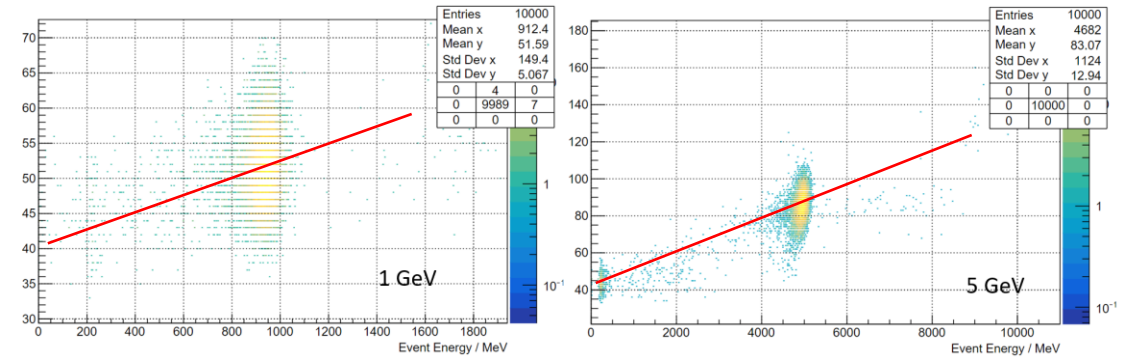 Entries 10000
Mean x 912.4
Mean y 51.59
Std Dev x 149.4
Std Dev y 5.067
0 4 0
0 9989 7
0 0 0
70
65
60
55
50
45
40
35
30
1
10⁻¹
1 GeV
0 200 400 600 800 1000 1200 1400 1600 1800
Event Energy / MeV
Entries 10000
Mean x 4682
Mean y 83.07
Std Dev x 1124
Std Dev y 12.94
0 0 0
0 10000 0
0 0 0
180
160
140
120
100
80
60
40
1
10⁻¹
5 GeV
0 2000 4000 6000 8000 10000
Event Energy / MeV